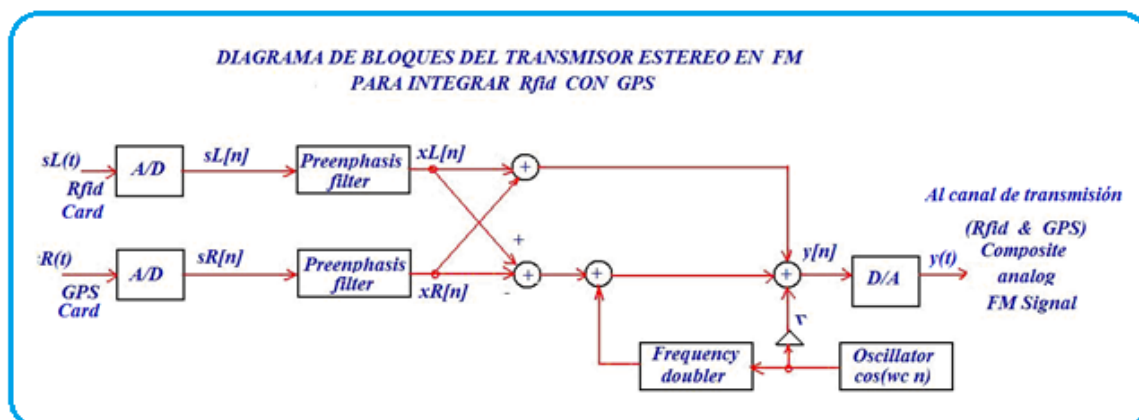 DIAGRAMA DE BLOQUES DEL TRANSMISOR ESTEREO EN FM
PARA INTEGRAR Rfid CON GPS
sL(t)
A/D
sL[n]
Preenphasis
filter
xL[n]
+
Rfid
Card
Al canal de transmisión
(Rfid & GPS)
Composite
analog
FM Signal
+
R(t)
A/D
sR[n]
Preenphasis
filter
xR[n]
+
-
+
+
y[n]
D/A
y(t)
GPS
Card
r
Frequency
doubler
Oscillator
cos(wc n)